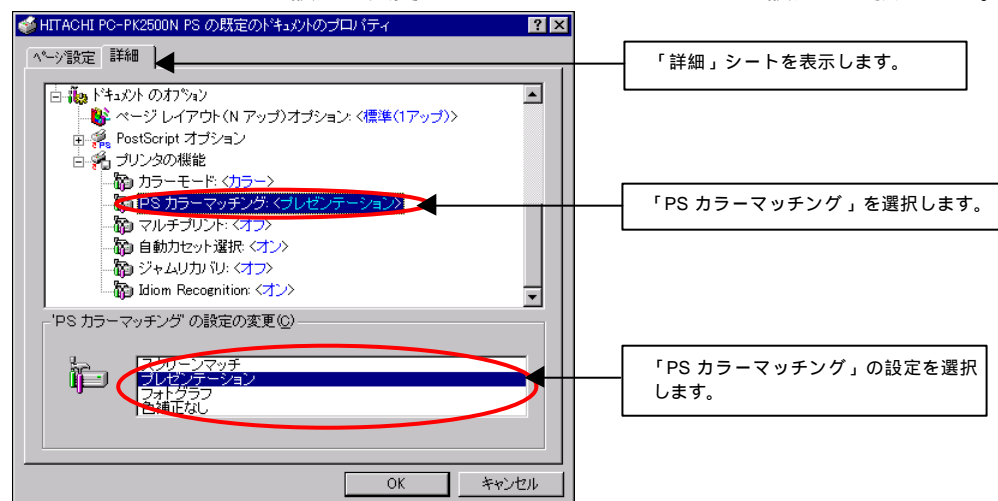 HITACHI PC-PK2500N PS の既定のドキュメントのプロパティ
ページ設定 詳細
「詳細」シートを表示します。
ドキュメント のオプション
ページ レイアウト(N アップ)オプション: <標準(1アップ)>
PostScript オプション
プリンタの機能
カラーモード: <カラー>
PS カラーマッチング: <プレゼンテーション>
「PS カラーマッチング」を選択します。
マルチプリント: <オフ>
自動カセット選択: <オン>
ジャムリカバリ: <オフ>
Idiom Recognition: <オン>
'PS カラーマッチング' の設定の変更(C)
スクリーンマッチ
プレゼンテーション
フォトグラフ
色補正なし
「PS カラーマッチング」の設定を選択
します。
OK キャンセル